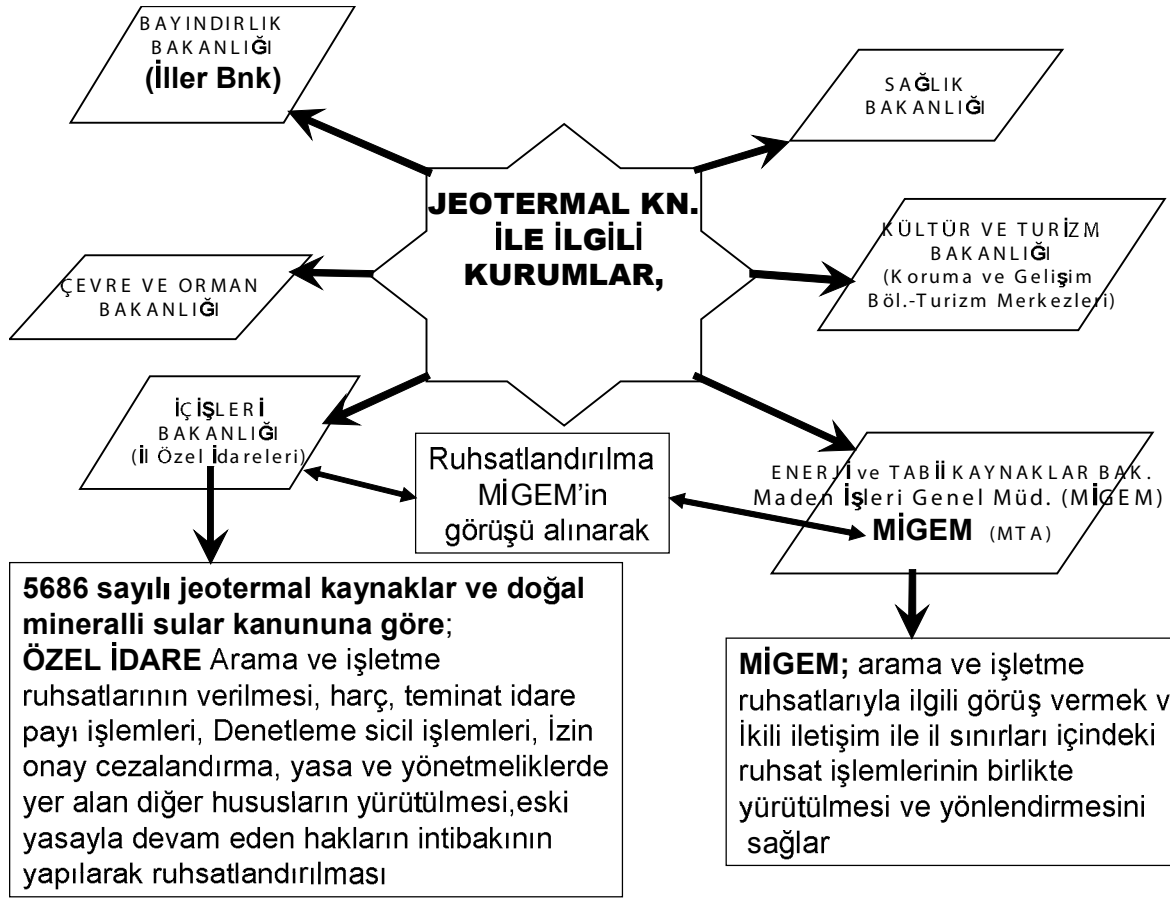 BAYINDIRLIK
BAKANLIĞI
(İller Bnk)
SAĞLIK
BAKANLIĞI
JEOTERMAL KN.
İLE İLGİLİ
KURUMLAR,
KÜLTÜR VE TURİZM
BAKANLIĞI
(Koruma ve Gelişim
Böl.-Turizm Merkezleri)
ÇEVRE VE ORMAN
BAKANLIĞI
İÇİŞLERİ
BAKANLIĞI
(İl Özel İdareleri)
Ruhsatlandırılma
MİGEM'in
görüşü alınarak
ENERJİ ve TABİİ KAYNAKLAR BAK.
Maden İşleri Genel Müd. (MİGEM)
MİGEM (MTA)
5686 sayılı jeotermal kaynaklar ve doğal
mineralli sular kanununa göre;
ÖZEL İDARE Arama ve işletme
ruhsatlarının verilmesi, harç, teminat idare
payı işlemleri, Denetleme sicil işlemleri, İzin
onay cezalandırma, yasa ve yönetmeliklerde
yer alan diğer hususların yürütülmesi,eski
yasayla devam eden hakların intibakının
yapılarak ruhsatlandırılması
MİGEM; arama ve işletme
ruhsatlarıyla ilgili görüş vermek v
İkili iletişim ile il sınırları içindeki
ruhsat işlemlerinin birlikte
yürütülmesi ve yönlendirmesini
sağlar